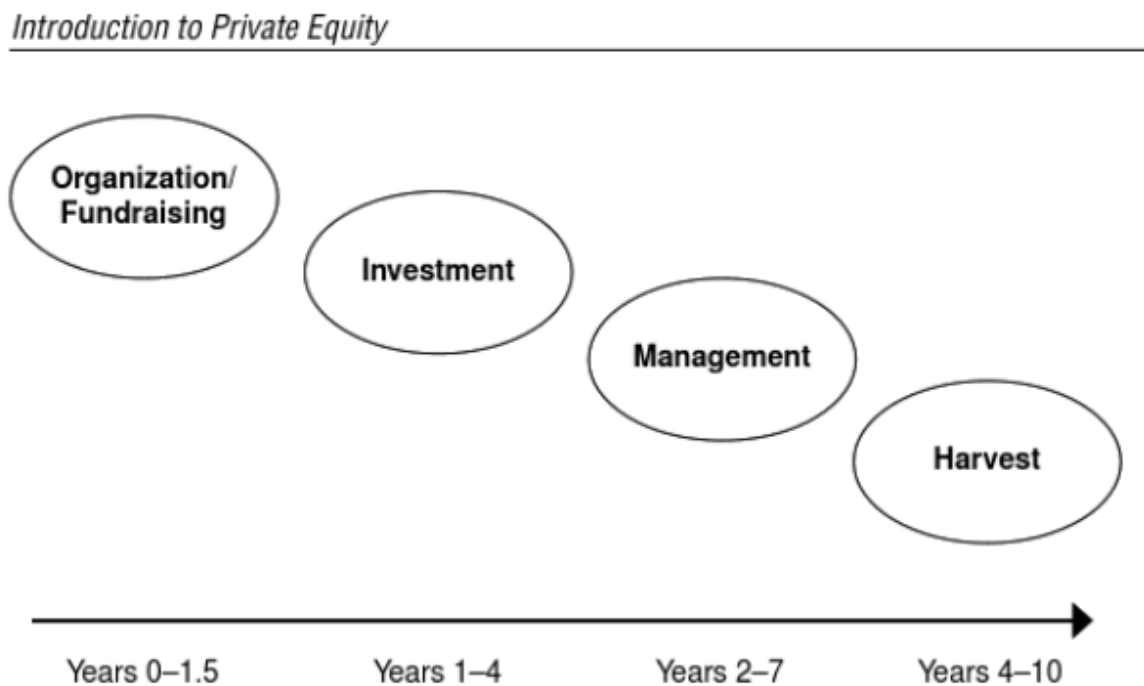 Introduction to Private Equity
Organization/
Fundraising
Investment
Management
Harvest
Years 0–1.5
Years 1–4
Years 2–7
Years 4–10